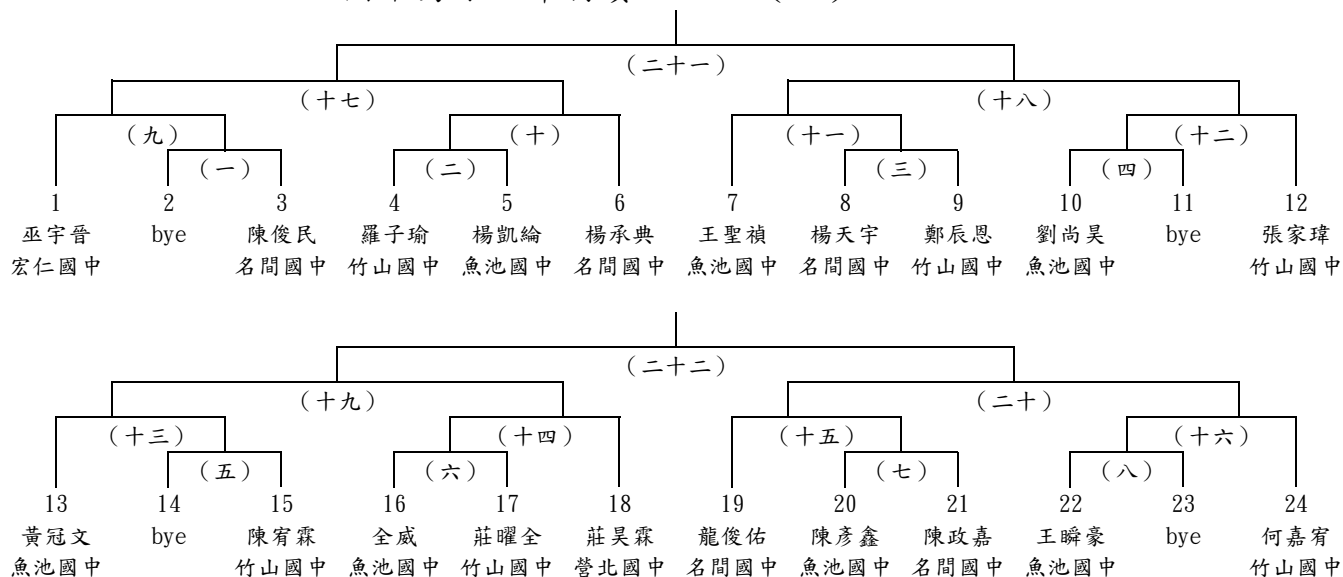 (二十一)
(十七) (十八)
(九) (十) (十一) (十二)
(一) (二) (三) (四)
1 2 3 4 5 6 7 8 9 10 11 12
巫宇晉 bye 陳俊民 羅子瑜 楊凱綸 楊承典 王聖禎 楊天宇 鄭辰恩 劉尚昊 bye 張家瑋
宏仁國中 名間國中 竹山國中 魚池國中 名間國中 魚池國中 名間國中 竹山國中 魚池國中 竹山國中
(二十二)
(十九) (二十)
(十三) (十四) (十五) (十六)
(五) (六) (七) (八)
13 14 15 16 17 18 19 20 21 22 23 24
黃冠文 bye 陳宥霖 全威 莊曜全 莊昊霖 龍俊佑 陳彥鑫 陳政嘉 王瞬豪 bye 何嘉宥
魚池國中 竹山國中 魚池國中 竹山國中 營北國中 名間國中 魚池國中 名間國中 魚池國中 竹山國中